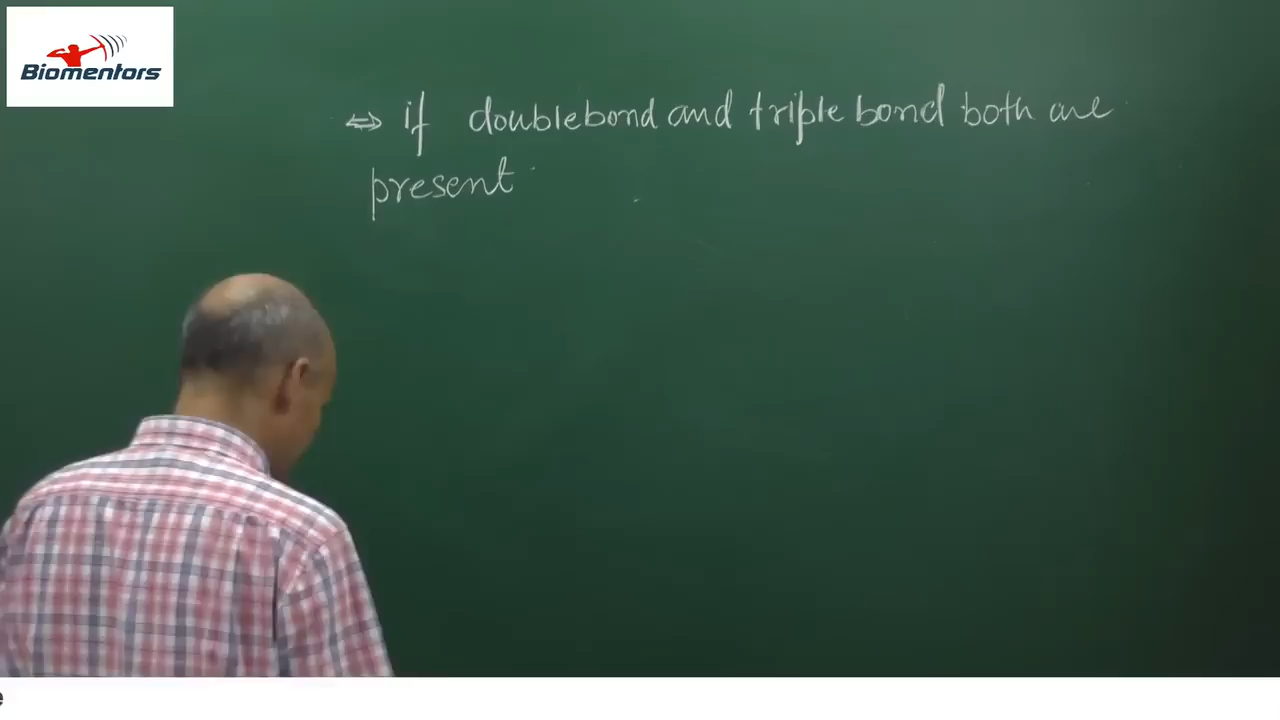 Biomentors
⇔ if doublebond and triple bond both are
present
e